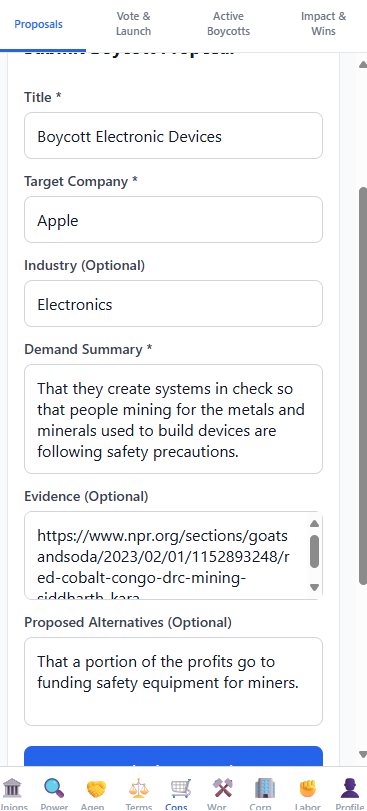 Proposals
Vote &
Launch
Active
Boycotts
Impact &
Wins
Title *
Boycott Electronic Devices
Target Company *
Apple
Industry (Optional)
Electronics
Demand Summary *
That they create systems in check so
that people mining for the metals and
minerals used to build devices are
following safety precautions.
Evidence (Optional)
https://www.npr.org/sections/goats
andsoda/2023/02/01/1152893248/r
ed-cobalt-congo-drc-mining-
siddharth-kara
Proposed Alternatives (Optional)
That a portion of the profits go to
funding safety equipment for miners.
Unions
Power
Agen
Terms
Cons
Wor
Corp
Labor
Profile